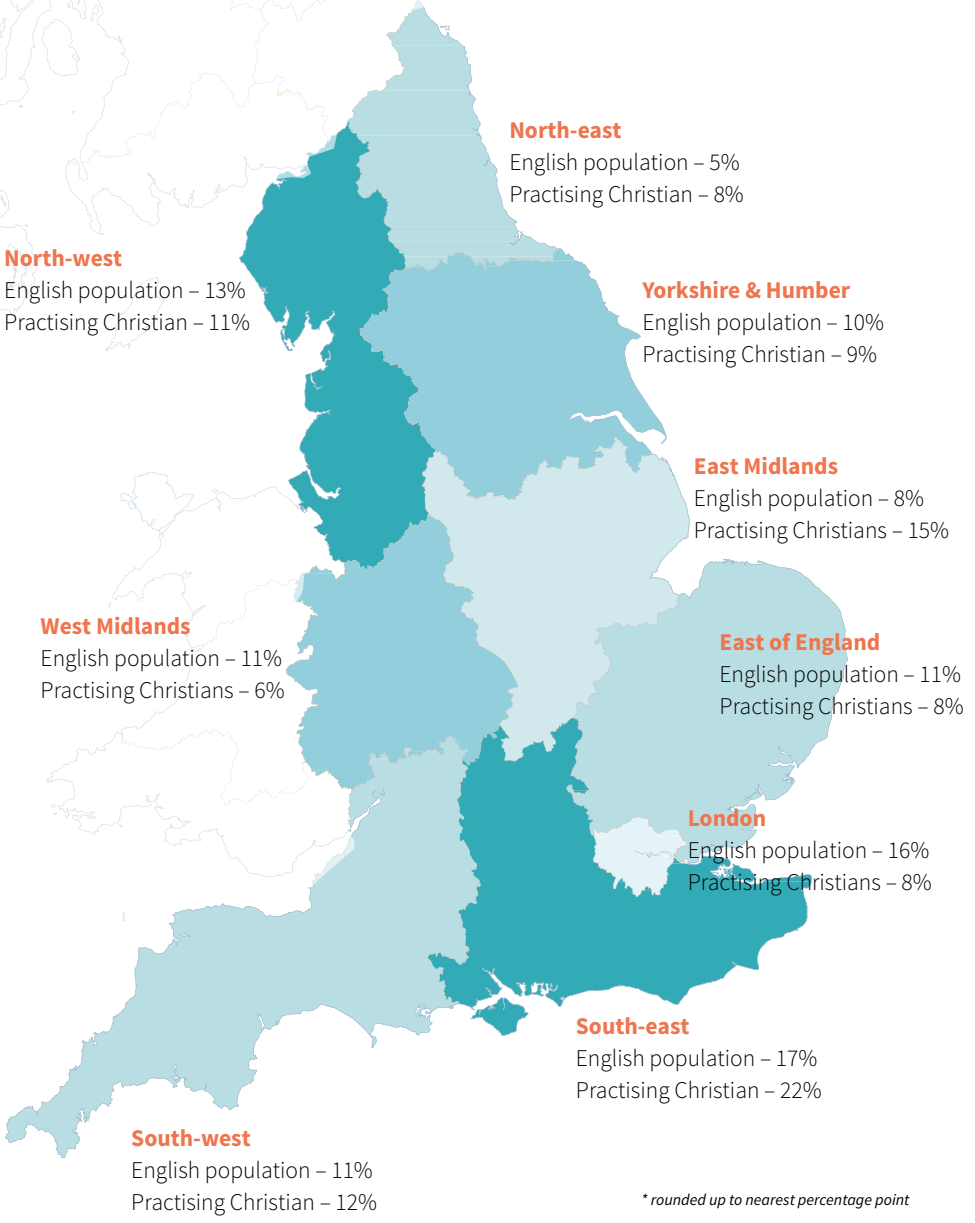 North-east
English population – 5%
Practising Christian – 8%
North-west
English population – 13%
Practising Christian – 11%
Yorkshire & Humber
English population – 10%
Practising Christian – 9%
East Midlands
English population – 8%
Practising Christians – 15%
West Midlands
English population – 11%
Practising Christians – 6%
East of England
English population – 11%
Practising Christians – 8%
London
English population – 16%
Practising Christians – 8%
South-east
English population – 17%
Practising Christian – 22%
South-west
English population – 11%
Practising Christian – 12%
* rounded up to nearest percentage point